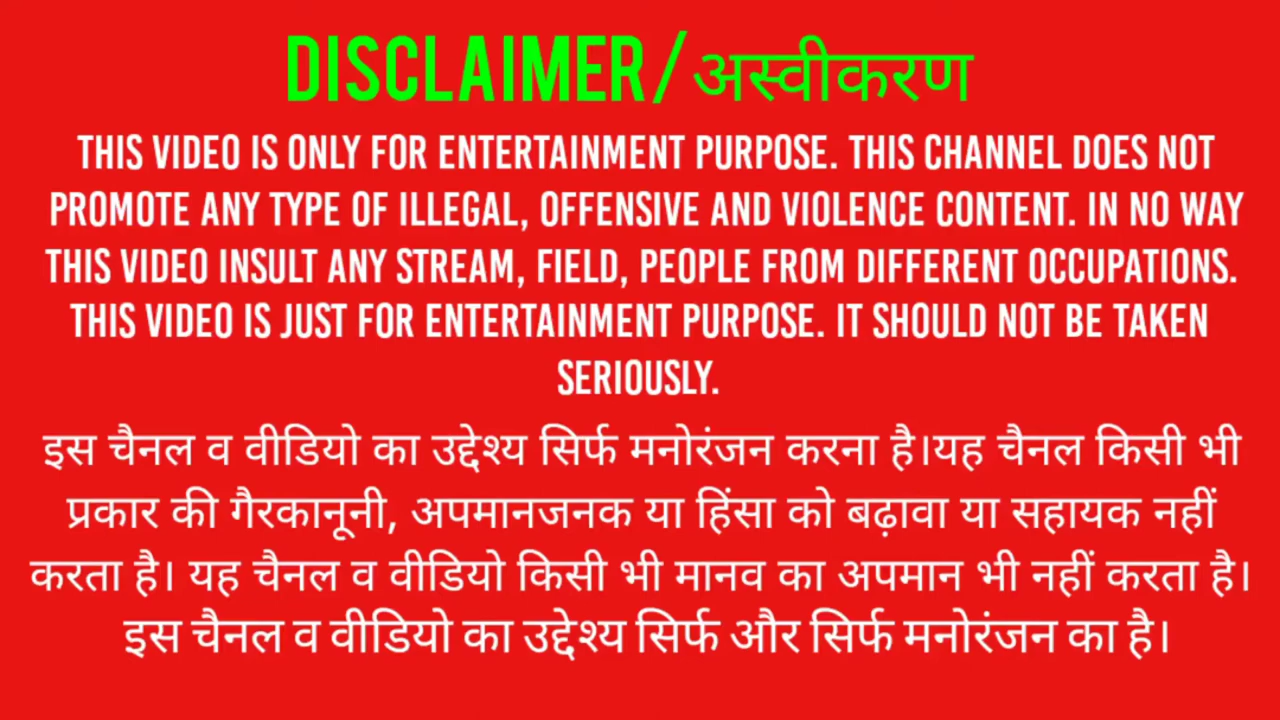 DISCLAIMER/अस्वीकरण
THIS VIDEO IS ONLY FOR ENTERTAINMENT PURPOSE. THIS CHANNEL DOES NOT
PROMOTE ANY TYPE OF ILLEGAL, OFFENSIVE AND VIOLENCE CONTENT. IN NO WAY
THIS VIDEO INSULT ANY STREAM, FIELD, PEOPLE FROM DIFFERENT OCCUPATIONS.
THIS VIDEO IS JUST FOR ENTERTAINMENT PURPOSE. IT SHOULD NOT BE TAKEN
SERIOUSLY.
इस चैनल व वीडियो का उद्देश्य सिर्फ मनोरंजन करना है।यह चैनल किसी भी
प्रकार की गैरकानूनी, अपमानजनक या हिंसा को बढ़ावा या सहायक नहीं
करता है। यह चैनल व वीडियो किसी भी मानव का अपमान भी नहीं करता है।
इस चैनल व वीडियो का उद्देश्य सिर्फ और सिर्फ मनोरंजन का है।